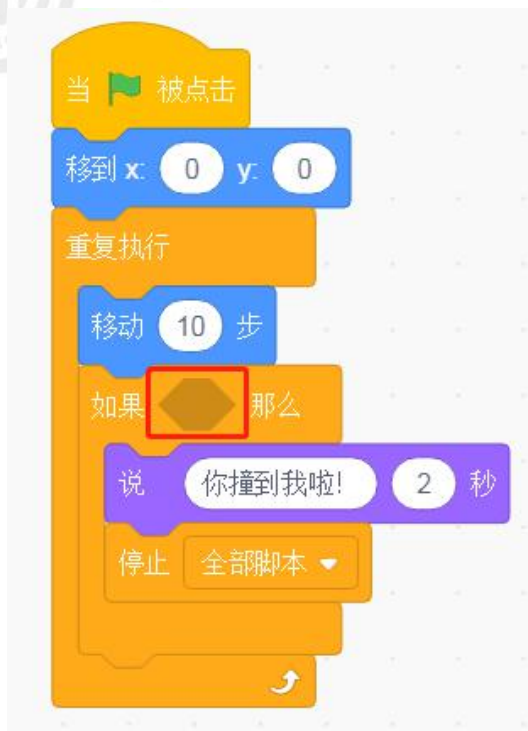 当 被点击
移到 x: 0 y: 0
重复执行
移动 10 步
如果 那么
说 你撞到我啦! 2 秒
停止 全部脚本